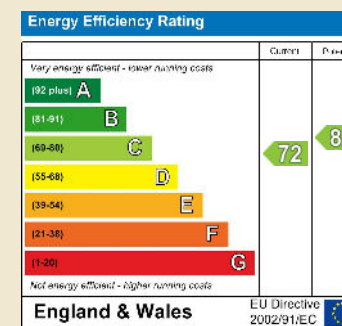 Energy Efficiency Rating
Current
Very energy efficient - lower running costs
(92 plus) A
(81-91) B
(69-80) C
72
(55-68) D
(39-54) E
(21-38) F
(1-20) G
Not energy efficient - higher running costs
England & Wales
EU Directive
2002/91/EC